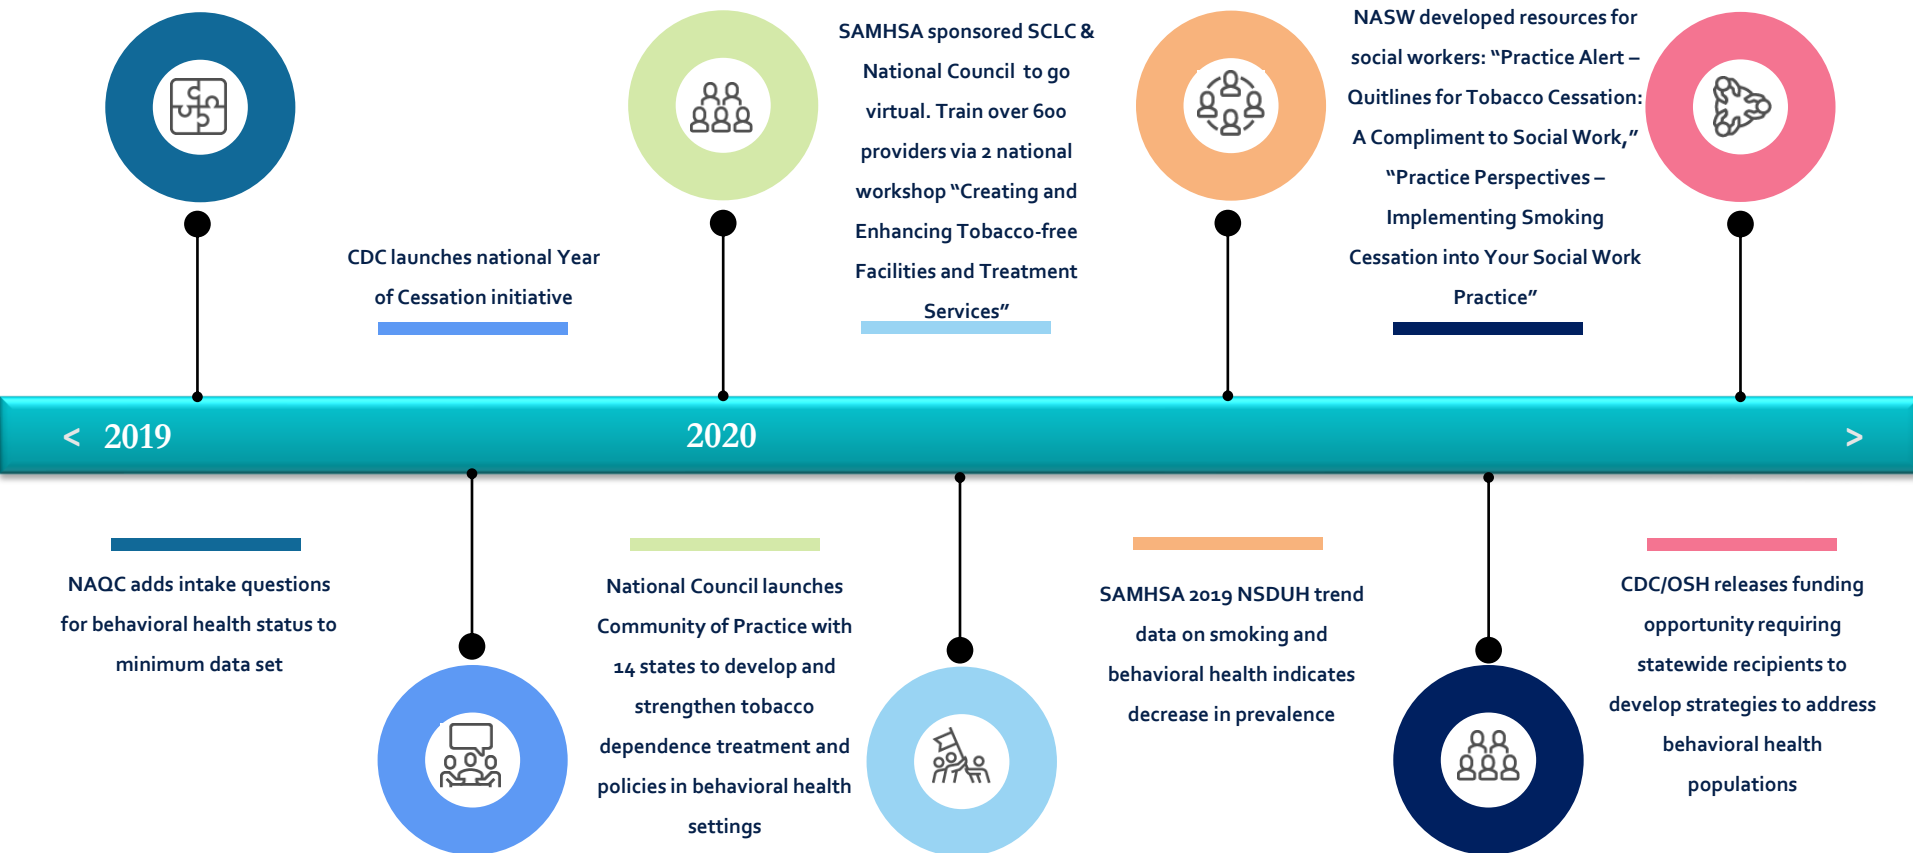 CDC launches national Year
of Cessation initiative
SAMHSA sponsored SCLC &
National Council to go
virtual. Train over 600
providers via 2 national
workshop “Creating and
Enhancing Tobacco-free
Facilities and Treatment
Services”
NASW developed resources for
social workers: “Practice Alert –
Quitlines for Tobacco Cessation:
A Compliment to Social Work,”
“Practice Perspectives –
Implementing Smoking
Cessation into Your Social Work
Practice”
< 2019
2020
>
NAQC adds intake questions
for behavioral health status to
minimum data set
National Council launches
Community of Practice with
14 states to develop and
strengthen tobacco
dependence treatment and
policies in behavioral health
settings
SAMHSA 2019 NSDUH trend
data on smoking and
behavioral health indicates
decrease in prevalence
CDC/OSH releases funding
opportunity requiring
statewide recipients to
develop strategies to address
behavioral health
populations